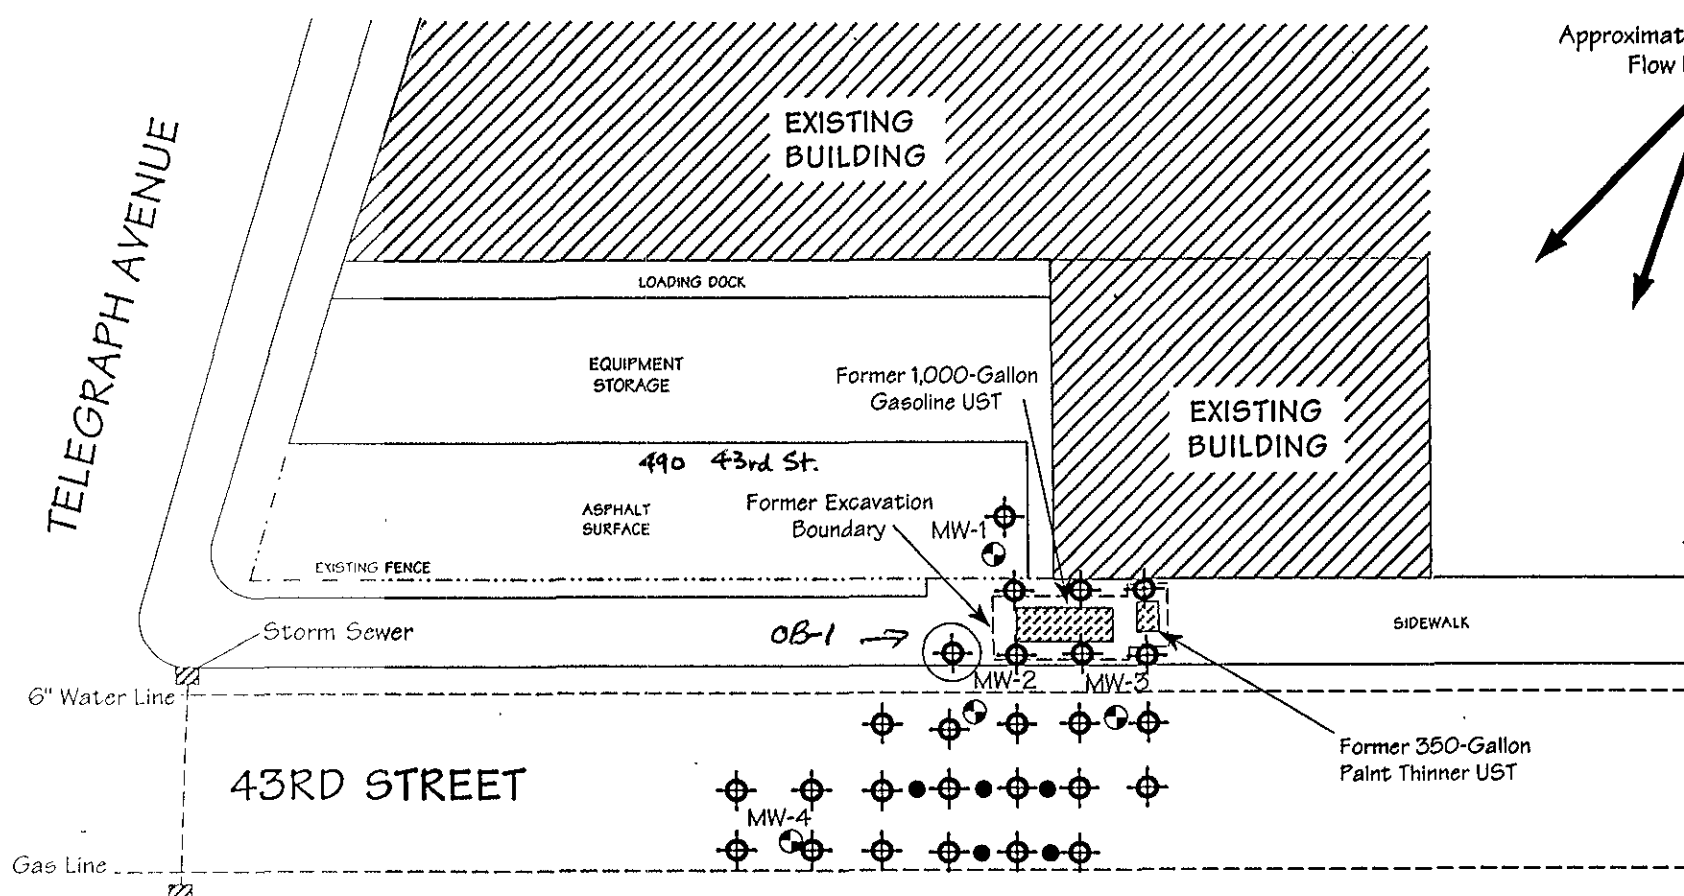 Approximat
Flow
TELEGRAPH AVENUE
EXISTING
BUILDING
LOADING DOCK
EQUIPMENT
STORAGE
Former 1,000-Gallon
Gasoline UST
EXISTING
BUILDING
490 43rd St.
ASPHALT
SURFACE
Former Excavation
Boundary
MW-1
EXISTING FENCE
Storm Sewer
OB-1
SIDEWALK
6" Water Line
MW-2
MW-3
Former 350-Gallon
Paint Thinner UST
43RD STREET
MW-4
Gas Line